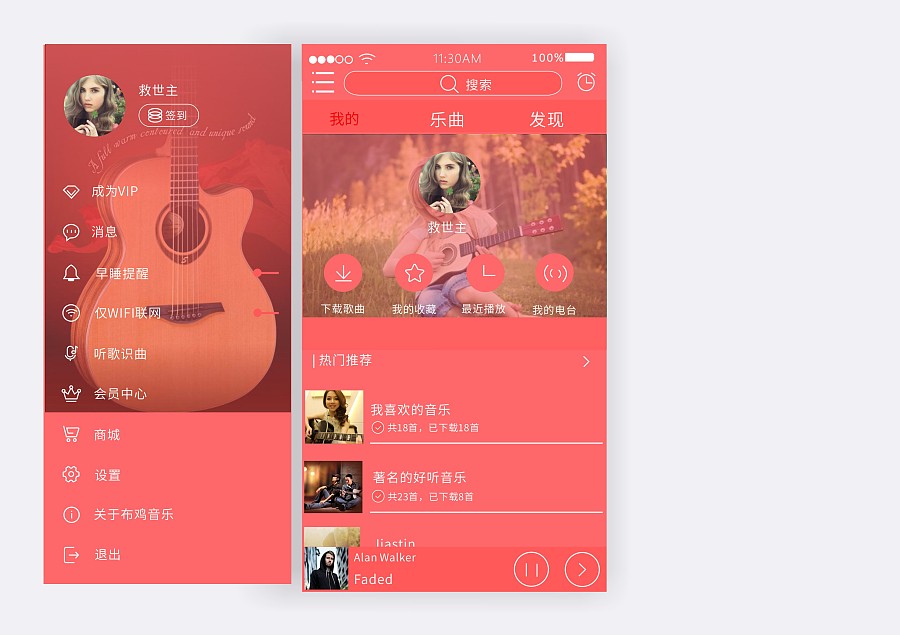 救世主
签到
A full warm contoured and unique sound
成为VIP
消息
早睡提醒
仅WIFI联网
听歌识曲
会员中心
商城
设置
关于布鸡音乐
退出
11:30AM
100%
搜索
我的
乐曲
发现
救世主
下载歌曲
我的收藏
最近播放
我的电台
热门推荐
我喜欢的音乐
共18首，已下载18首
著名的好听音乐
共23首，已下载8首
Jiastin
Alan Walker
Faded